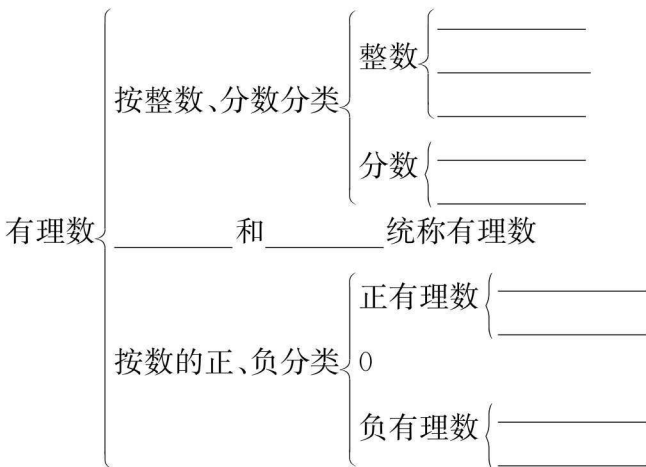 整数
按整数、分数分类
分数
有理数
和 统称有理数
正有理数
按数的正、负分类 0
负有理数